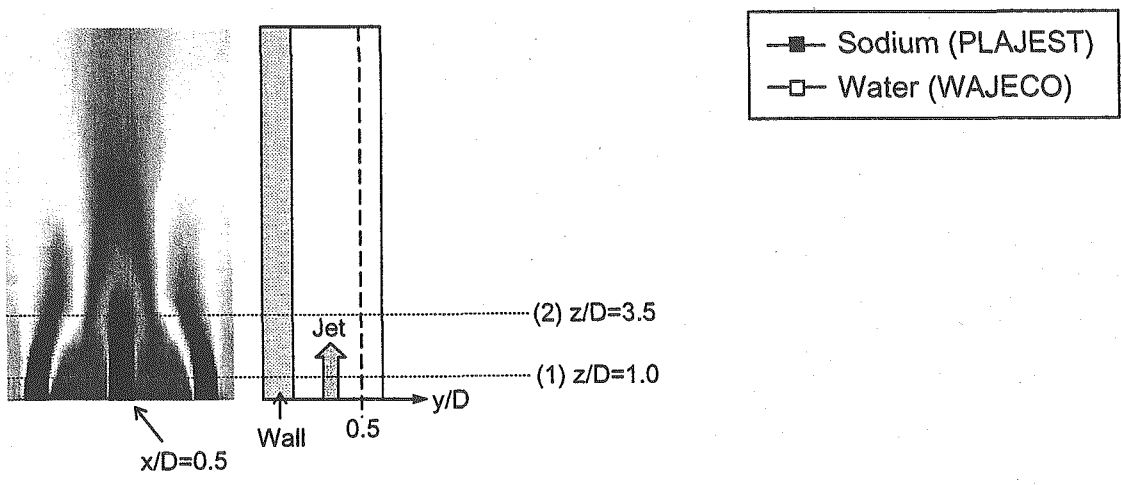 Sodium (PLAJEST)
Water (WAJECO)
(2) z/D=3.5
Jet
(1) z/D=1.0
y/D
Wall
0.5
x/D=0.5